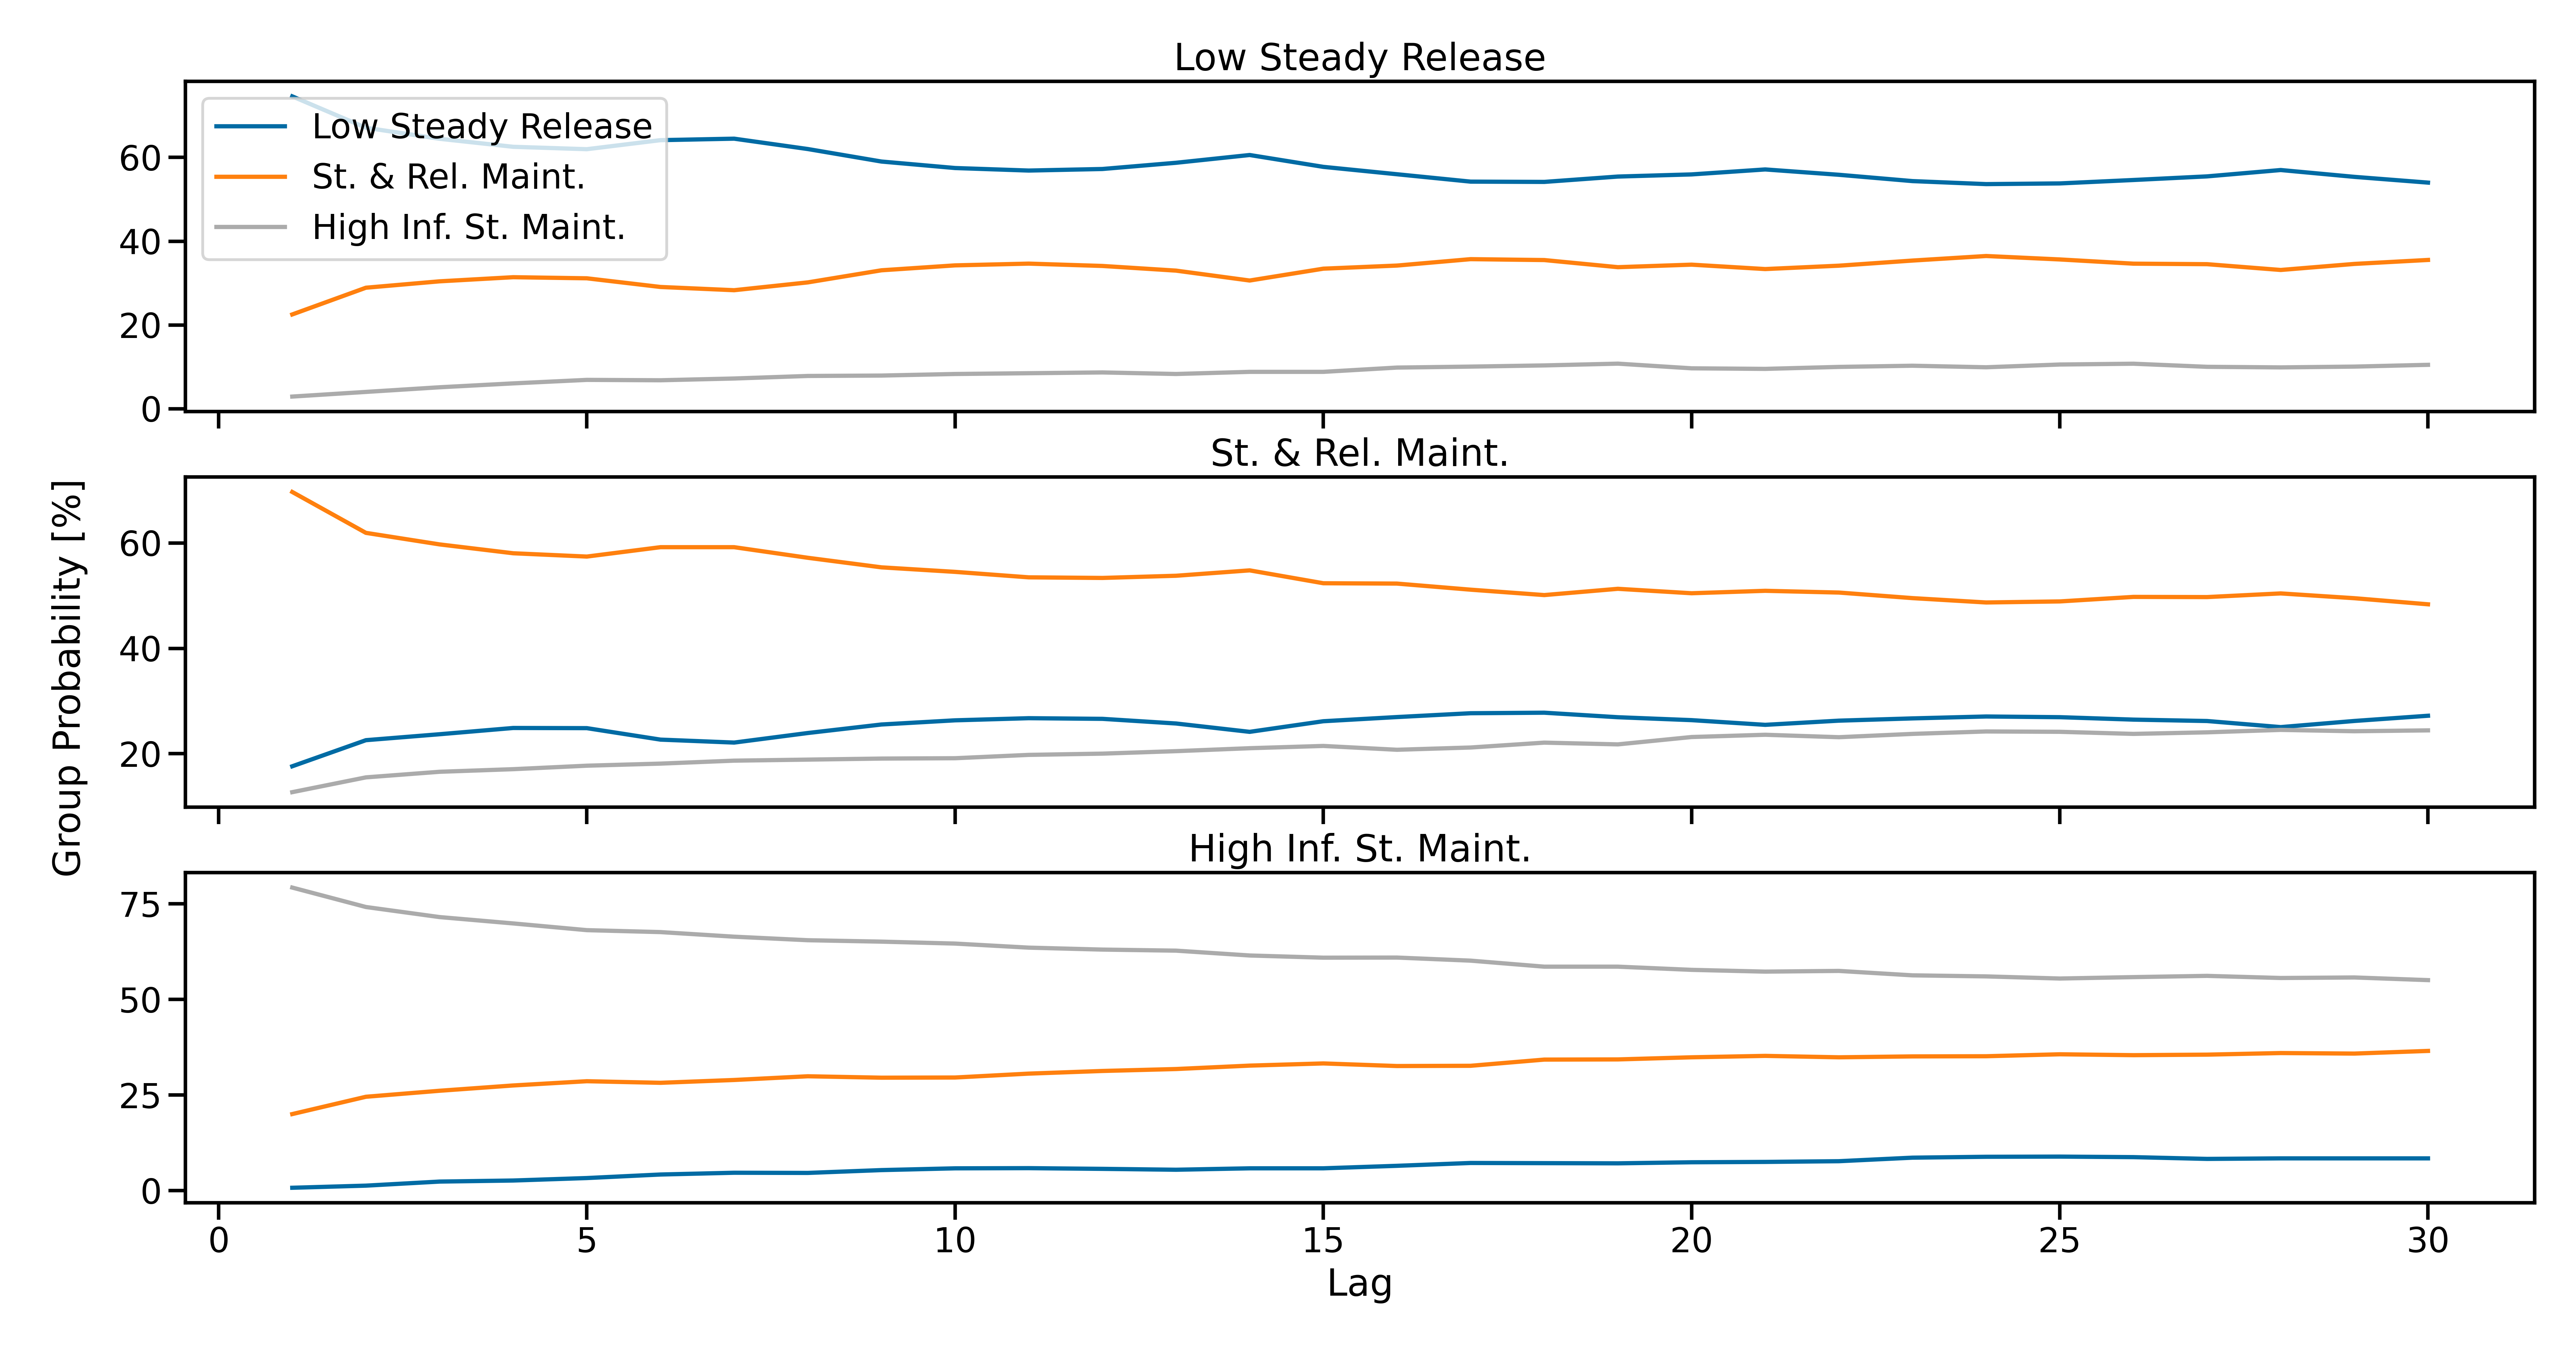 Low Steady Release
Low Steady Release
St. & Rel. Maint.
High Inf. St. Maint.
60
40
20
0
St. & Rel. Maint.
Group Probability [%]
60
40
20
High Inf. St. Maint.
75
50
25
0
0 5 10 15 20 25 30
Lag